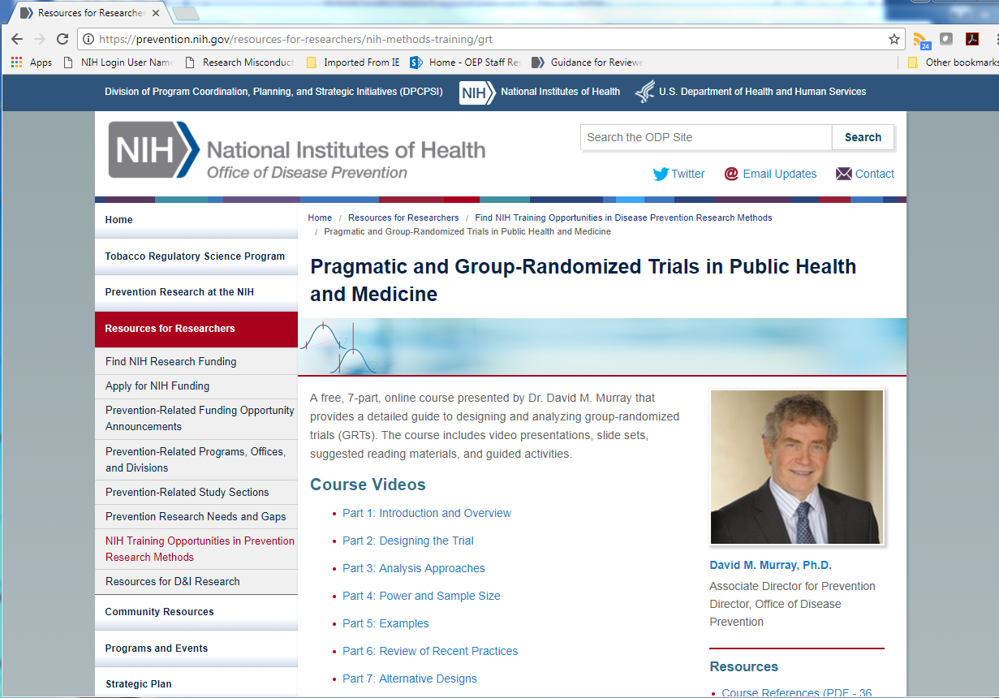 Resources for Researche
https://prevention.nih.gov/resources-for-researchers/nih-methods-training/grt
24
Apps
NIH Login User Nam
Research Misconduct
Imported From IE
Home - OEP Staff Re
Guidance for Review
Other bookmarks
Division of Program Coordination, Planning, and Strategic Initiatives (DPCPSI)
NIH
National Institutes of Health
U.S. Department of Health and Human Services
NIH
National Institutes of Health
Office of Disease Prevention
Search the ODP Site
Search
Twitter
Email Updates
Contact
Home
Tobacco Regulatory Science Program
Prevention Research at the NIH
Resources for Researchers
Find NIH Research Funding
Apply for NIH Funding
Prevention-Related Funding Opportunity
Announcements
Prevention-Related Programs, Offices,
and Divisions
Prevention-Related Study Sections
Prevention Research Needs and Gaps
NIH Training Opportunities in Prevention
Research Methods
Resources for D&I Research
Community Resources
Programs and Events
Strategic Plan
Home / Resources for Researchers / Find NIH Training Opportunities in Disease Prevention Research Methods
/ Pragmatic and Group-Randomized Trials in Public Health and Medicine
Pragmatic and Group-Randomized Trials in Public Health
and Medicine
A free, 7-part, online course presented by Dr. David M. Murray that
provides a detailed guide to designing and analyzing group-randomized
trials (GRTs). The course includes video presentations, slide sets,
suggested reading materials, and guided activities.
Course Videos
• Part 1: Introduction and Overview
• Part 2: Designing the Trial
• Part 3: Analysis Approaches
• Part 4: Power and Sample Size
• Part 5: Examples
• Part 6: Review of Recent Practices
• Part 7: Alternative Designs
David M. Murray, Ph.D.
Associate Director for Prevention
Director, Office of Disease
Prevention
Resources
• Course References (PDF - 36